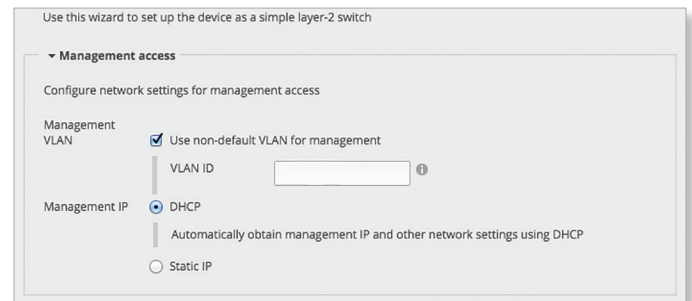 Use this wizard to set up the device as a simple layer-2 switch
Management access
Configure network settings for management access
Management
VLAN
Use non-default VLAN for management
VLAN ID
Management IP
DHCP
Automatically obtain management IP and other network settings using DHCP
Static IP